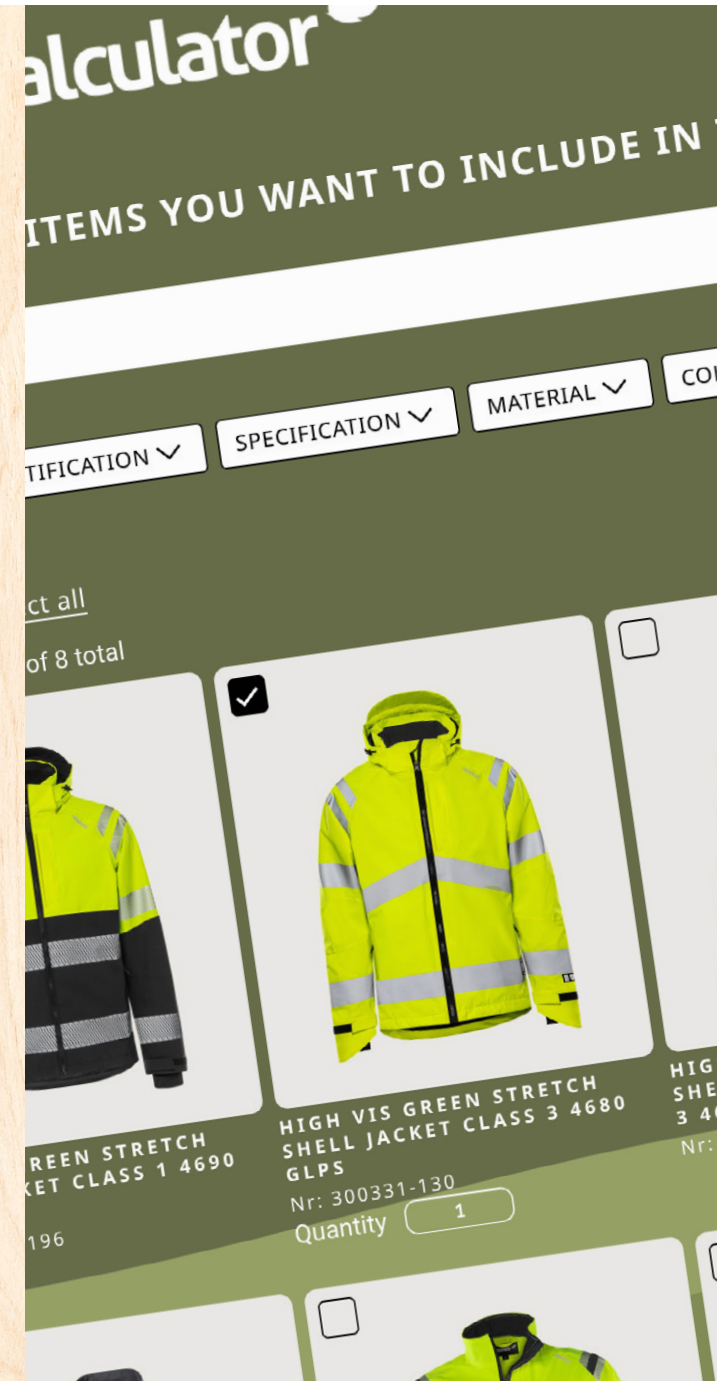 alculator
ITEMS YOU WANT TO INCLUDE IN
TIFICATION
SPECIFICATION
MATERIAL
COL
ct all
of 8 total
REEN STRETCH
KET CLASS 1 4690
196
HIGH VIS GREEN STRETCH
SHELL JACKET CLASS 3 4680
GLPS
Nr: 300331-130
Quantity 1
HIG
SHE
3 4
Nr: